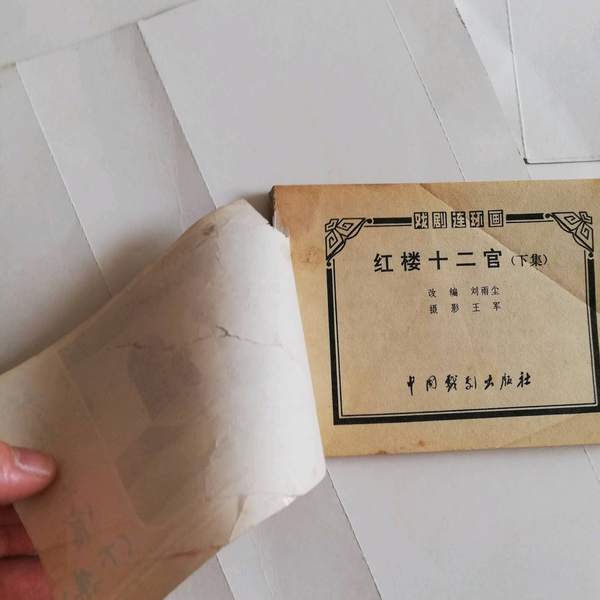 戏剧连环画
红楼十二官（下集）
改 编 刘雨尘
摄 影 王 军
中国戏剧出版社